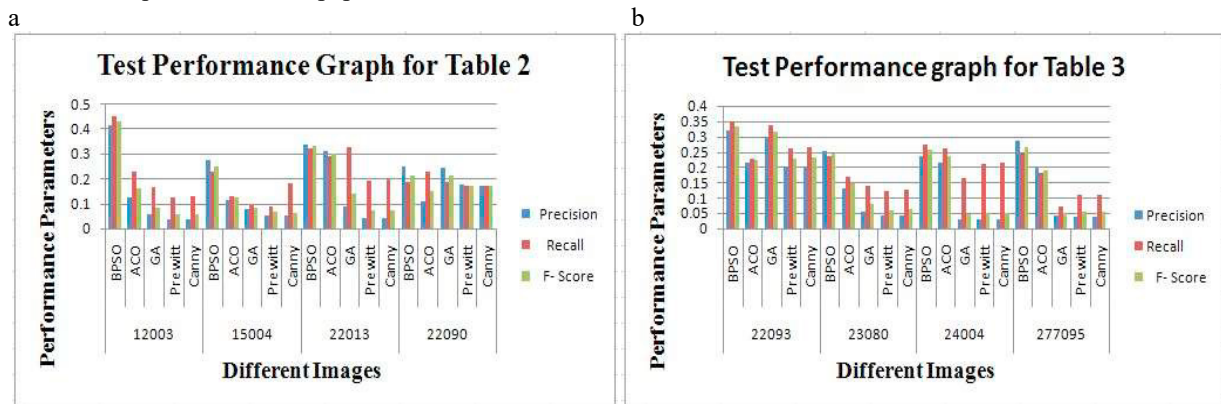 a
Test Performance Graph for Table 2
Performance Parameters
0.5
0.4
0.3
0.2
0.1
0
BPSO ACO GA Prewitt Canny BPSO ACO GA Prewitt Canny BPSO ACO GA Prewitt Canny BPSO ACO GA Prewitt Canny
12003 15004 22013 22090
Different Images
Precision
Recall
F- Score
b
Test Performance graph for Table 3
Performance Parameters
0.4
0.35
0.3
0.25
0.2
0.15
0.1
0.05
0
BPSO ACO GA Prewitt Canny BPSO ACO GA Prewitt Canny BPSO ACO GA Prewitt Canny BPSO ACO GA Prewitt Canny
22093 23080 24004 277095
Different Images
Precision
Recall
F- Score